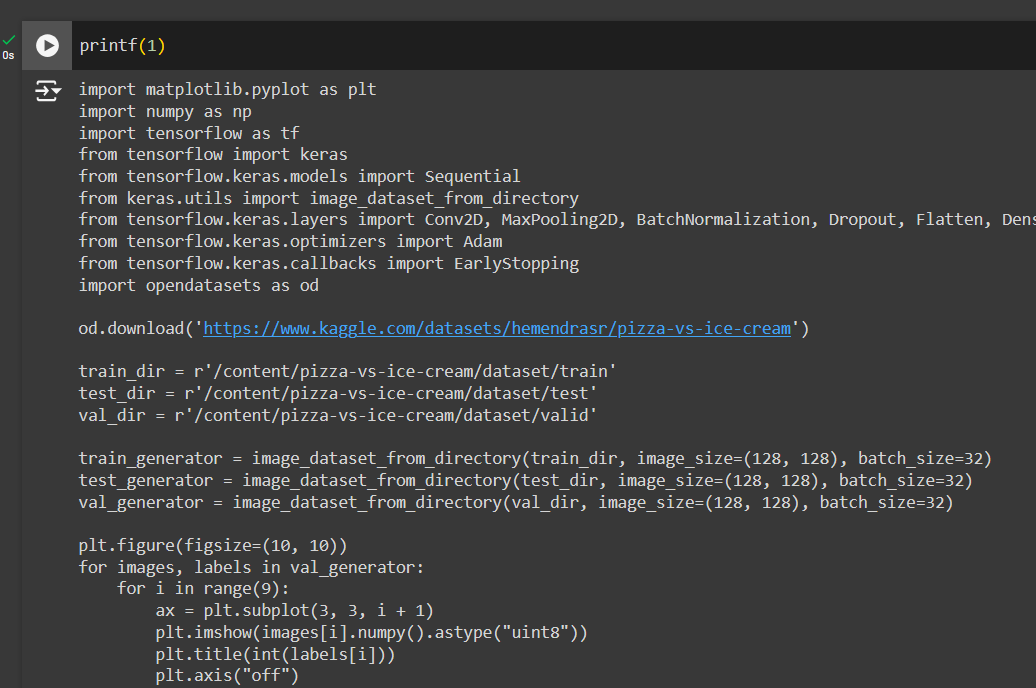 printf(1)
0s
import matplotlib.pyplot as plt
import numpy as np
import tensorflow as tf
from tensorflow import keras
from tensorflow.keras.models import Sequential
from keras.utils import image_dataset_from_directory
from tensorflow.keras.layers import Conv2D, MaxPooling2D, BatchNormalization, Dropout, Flatten, Dens
from tensorflow.keras.optimizers import Adam
from tensorflow.keras.callbacks import EarlyStopping
import opendatasets as od
od.download('https://www.kaggle.com/datasets/hemendrasr/pizza-vs-ice-cream')
train_dir = r'/content/pizza-vs-ice-cream/dataset/train'
test_dir = r'/content/pizza-vs-ice-cream/dataset/test'
val_dir = r'/content/pizza-vs-ice-cream/dataset/valid'
train_generator = image_dataset_from_directory(train_dir, image_size=(128, 128), batch_size=32)
test_generator = image_dataset_from_directory(test_dir, image_size=(128, 128), batch_size=32)
val_generator = image_dataset_from_directory(val_dir, image_size=(128, 128), batch_size=32)
plt.figure(figsize=(10, 10))
for images, labels in val_generator:
    for i in range(9):
        ax = plt.subplot(3, 3, i + 1)
        plt.imshow(images[i].numpy().astype("uint8"))
        plt.title(int(labels[i]))
        plt.axis("off")